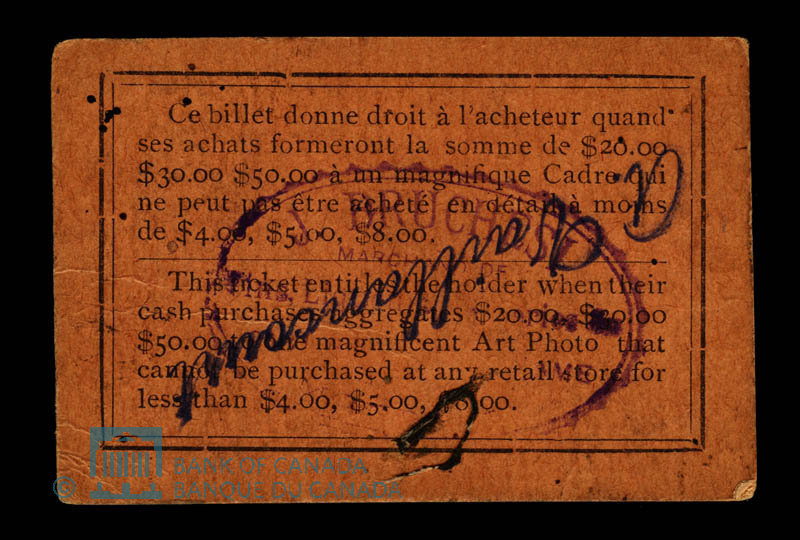 Ce billet donne droit à l'acheteur quand
ses achats formeront la somme de $20.00
$30.00 $50.00 à un magnifique Cadre qui
ne peut pas être acheté en détail à moins
de $4.00, $5.00, $8.00.
This ticket entitles the holder when their
cash purchases aggregates $20.00, $30.00
$50.00 to the magnificent Art Photo that
cannot be purchased at any retail store for
less than $4.00, $5.00, $8.00.
J. BRUCHESI
MARCHAND DE
© BANK OF CANADA
BANQUE DU CANADA